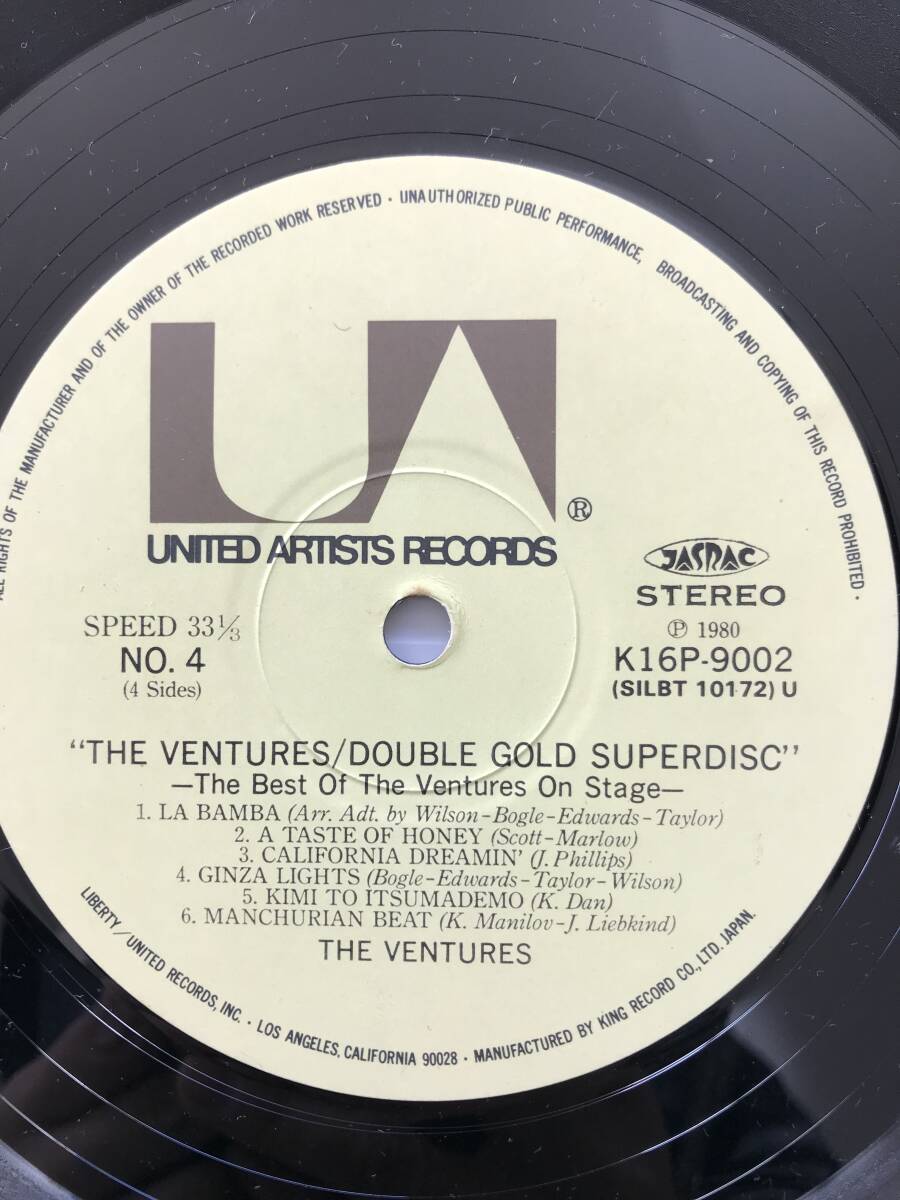 ALL RIGHTS OF THE MANUFACTURER AND OF THE OWNER OF THE RECORDED WORK RESERVED · UNAUTHORIZED PUBLIC PERFORMANCE, BROADCASTING AND COPYING OF THIS RECORD PROHIBITED ·
UA ®
UNITED ARTISTS RECORDS
JASRAC
SPEED 33 1/3
STEREO
NO. 4
℗ 1980
(4 Sides)
K16P-9002
(SILBT 10172) U
"THE VENTURES/DOUBLE GOLD SUPERDISC"
—The Best Of The Ventures On Stage—
1. LA BAMBA (Arr. Adt. by Wilson-Bogle-Edwards-Taylor)
2. A TASTE OF HONEY (Scott-Marlow)
3. CALIFORNIA DREAMIN' (J. Phillips)
4. GINZA LIGHTS (Bogle-Edwards-Taylor-Wilson)
5. KIMI TO ITSUMADEMO (K. Dan)
6. MANCHURIAN BEAT (K. Manilov-J. Liebkind)
THE VENTURES
LIBERTY/UNITED RECORDS, INC. · LOS ANGELES, CALIFORNIA 90028 · MANUFACTURED BY KING RECORD CO., LTD. JAPAN.